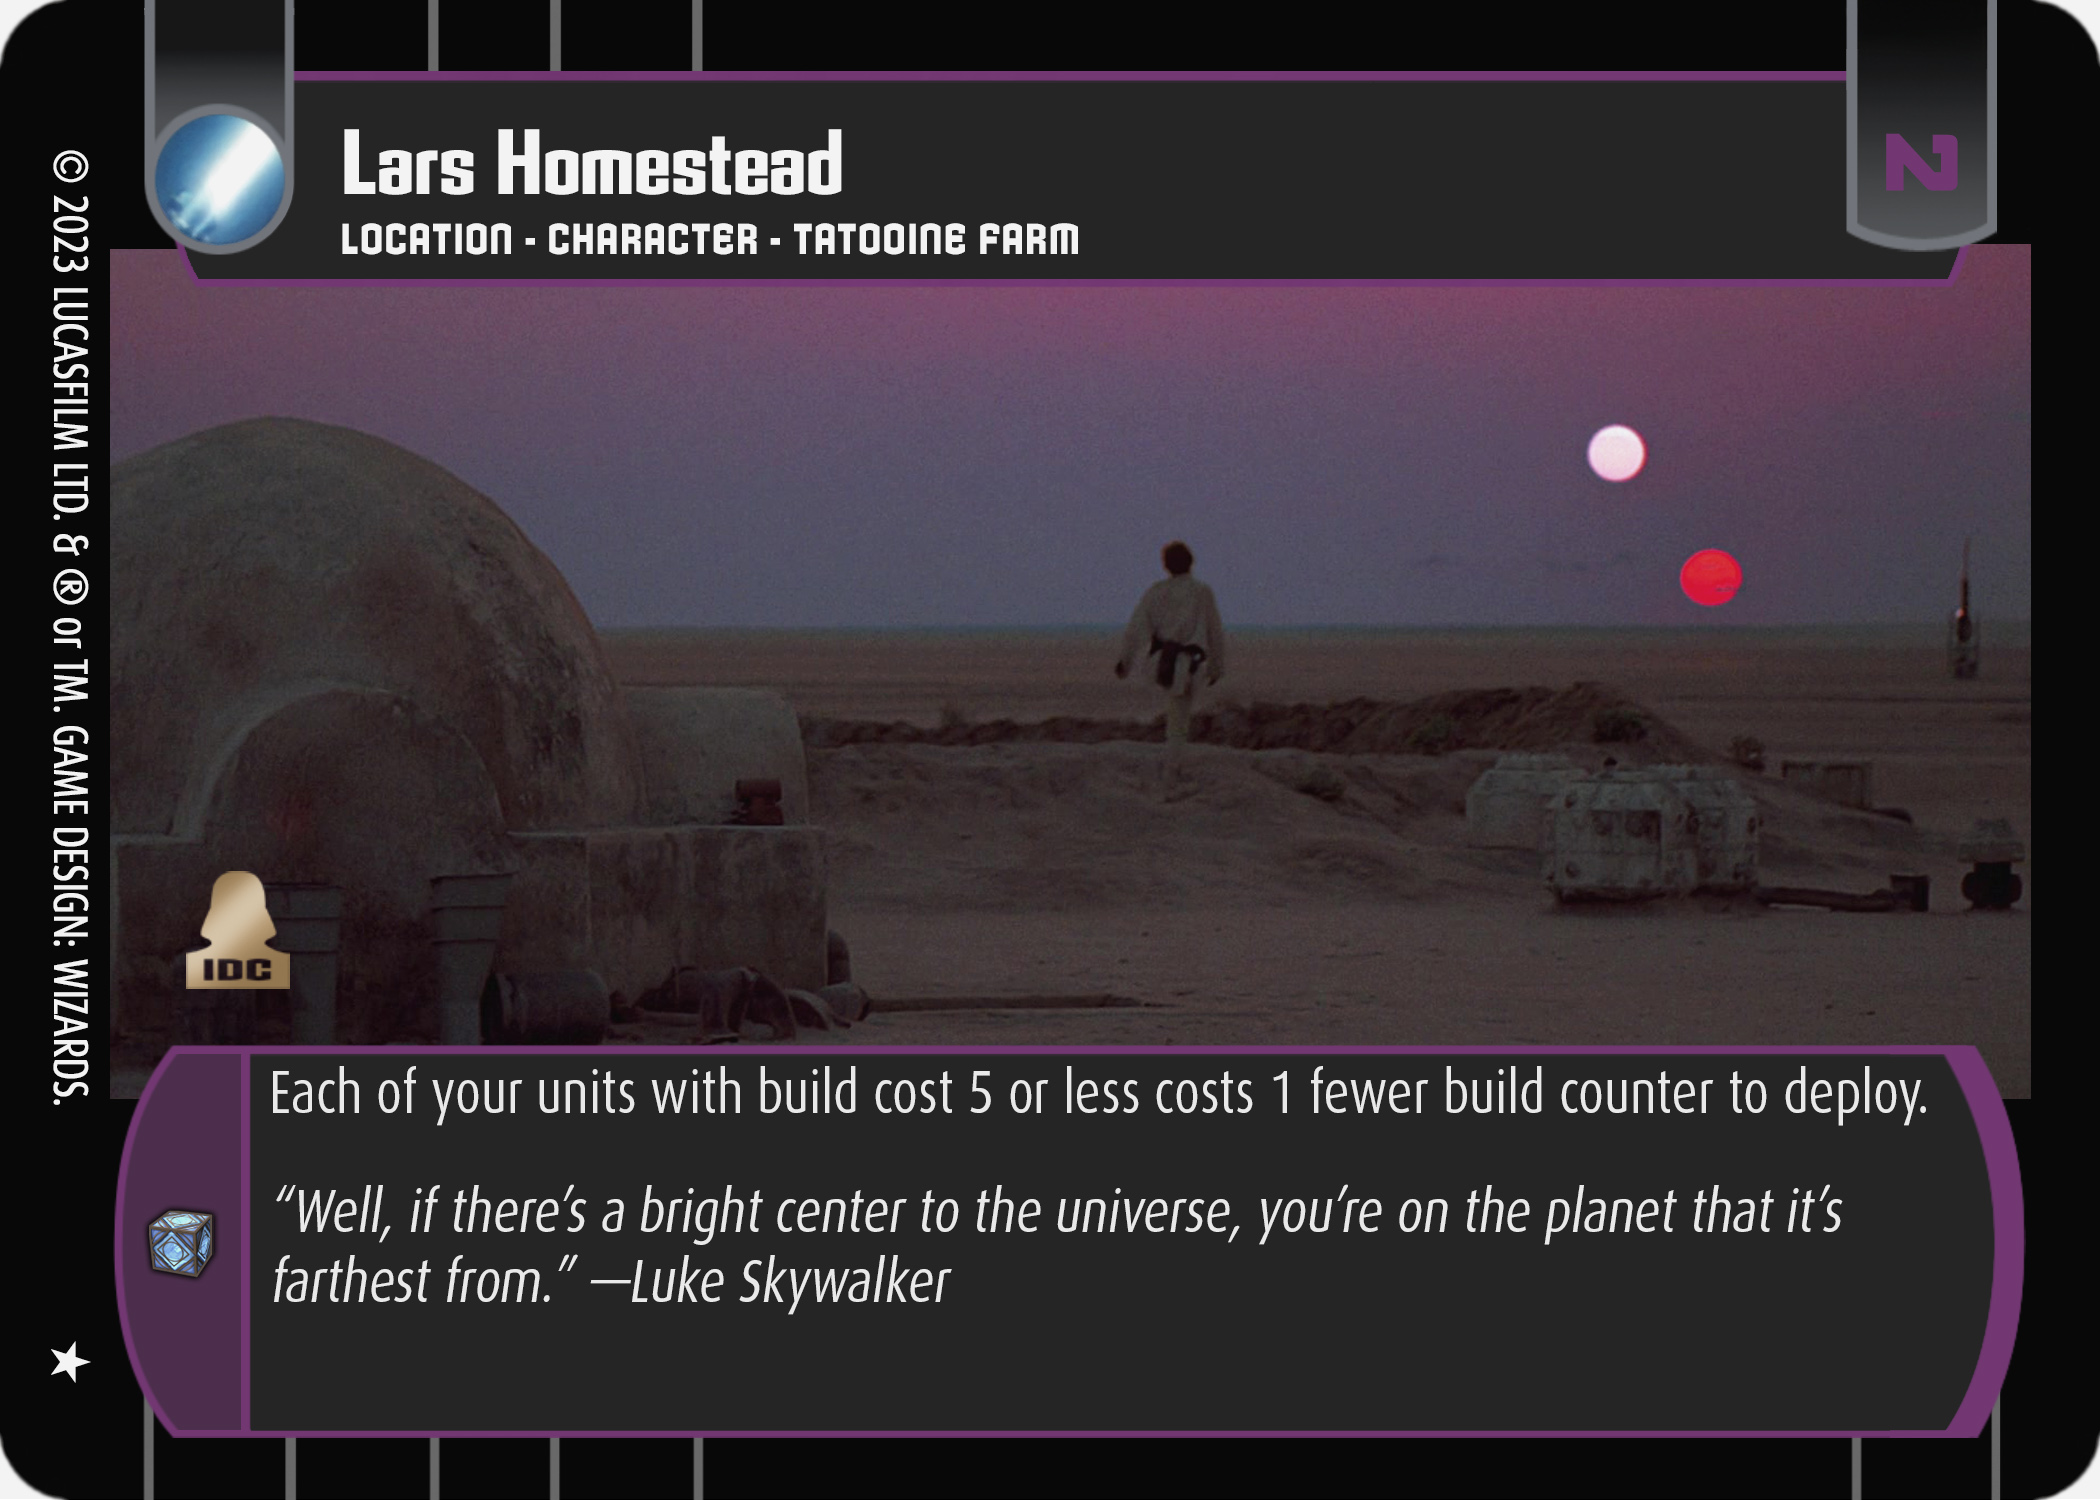 Lars Homestead
2
LOCATION • CHARACTER • TATOOINE FARM
IDC
Each of your units with build cost 5 or less costs 1 fewer build counter to deploy.
“Well, if there’s a bright center to the universe, you’re on the planet that it’s
farthest from.” —Luke Skywalker
© 2023 LUCASFILM LTD. & ® or TM. GAME DESIGN: WIZARDS.